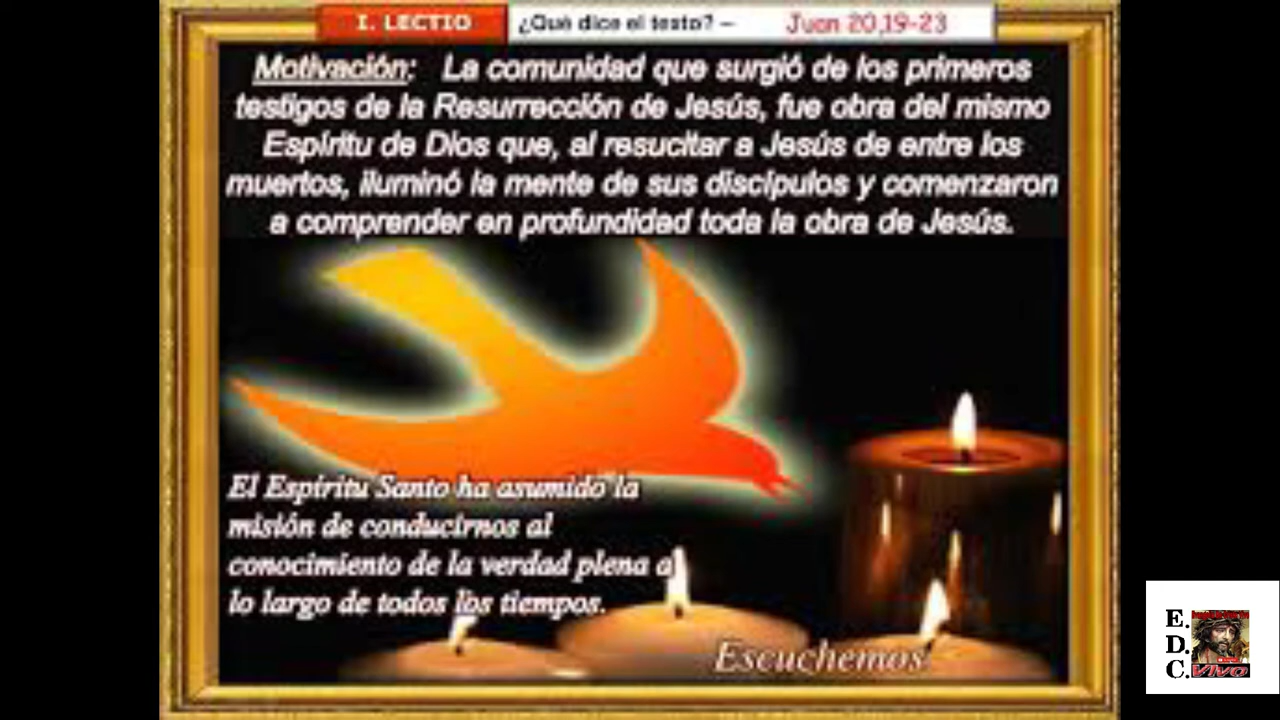 I. LECTIO ¿Qué dice el texto? – Juan 20,19-23
Motivación: La comunidad que surgió de los primeros
testigos de la Resurrección de Jesús, fue obra del mismo
Espíritu de Dios que, al resucitar a Jesús de entre los
muertos, iluminó la mente de sus discípulos y comenzaron
a comprender en profundidad toda la obra de Jesús.
El Espíritu Santo ha asumido la
misión de conducirnos al
conocimiento de la verdad plena a
lo largo de todos los tiempos.
Escuchemos
E.
D.
C. Vivo